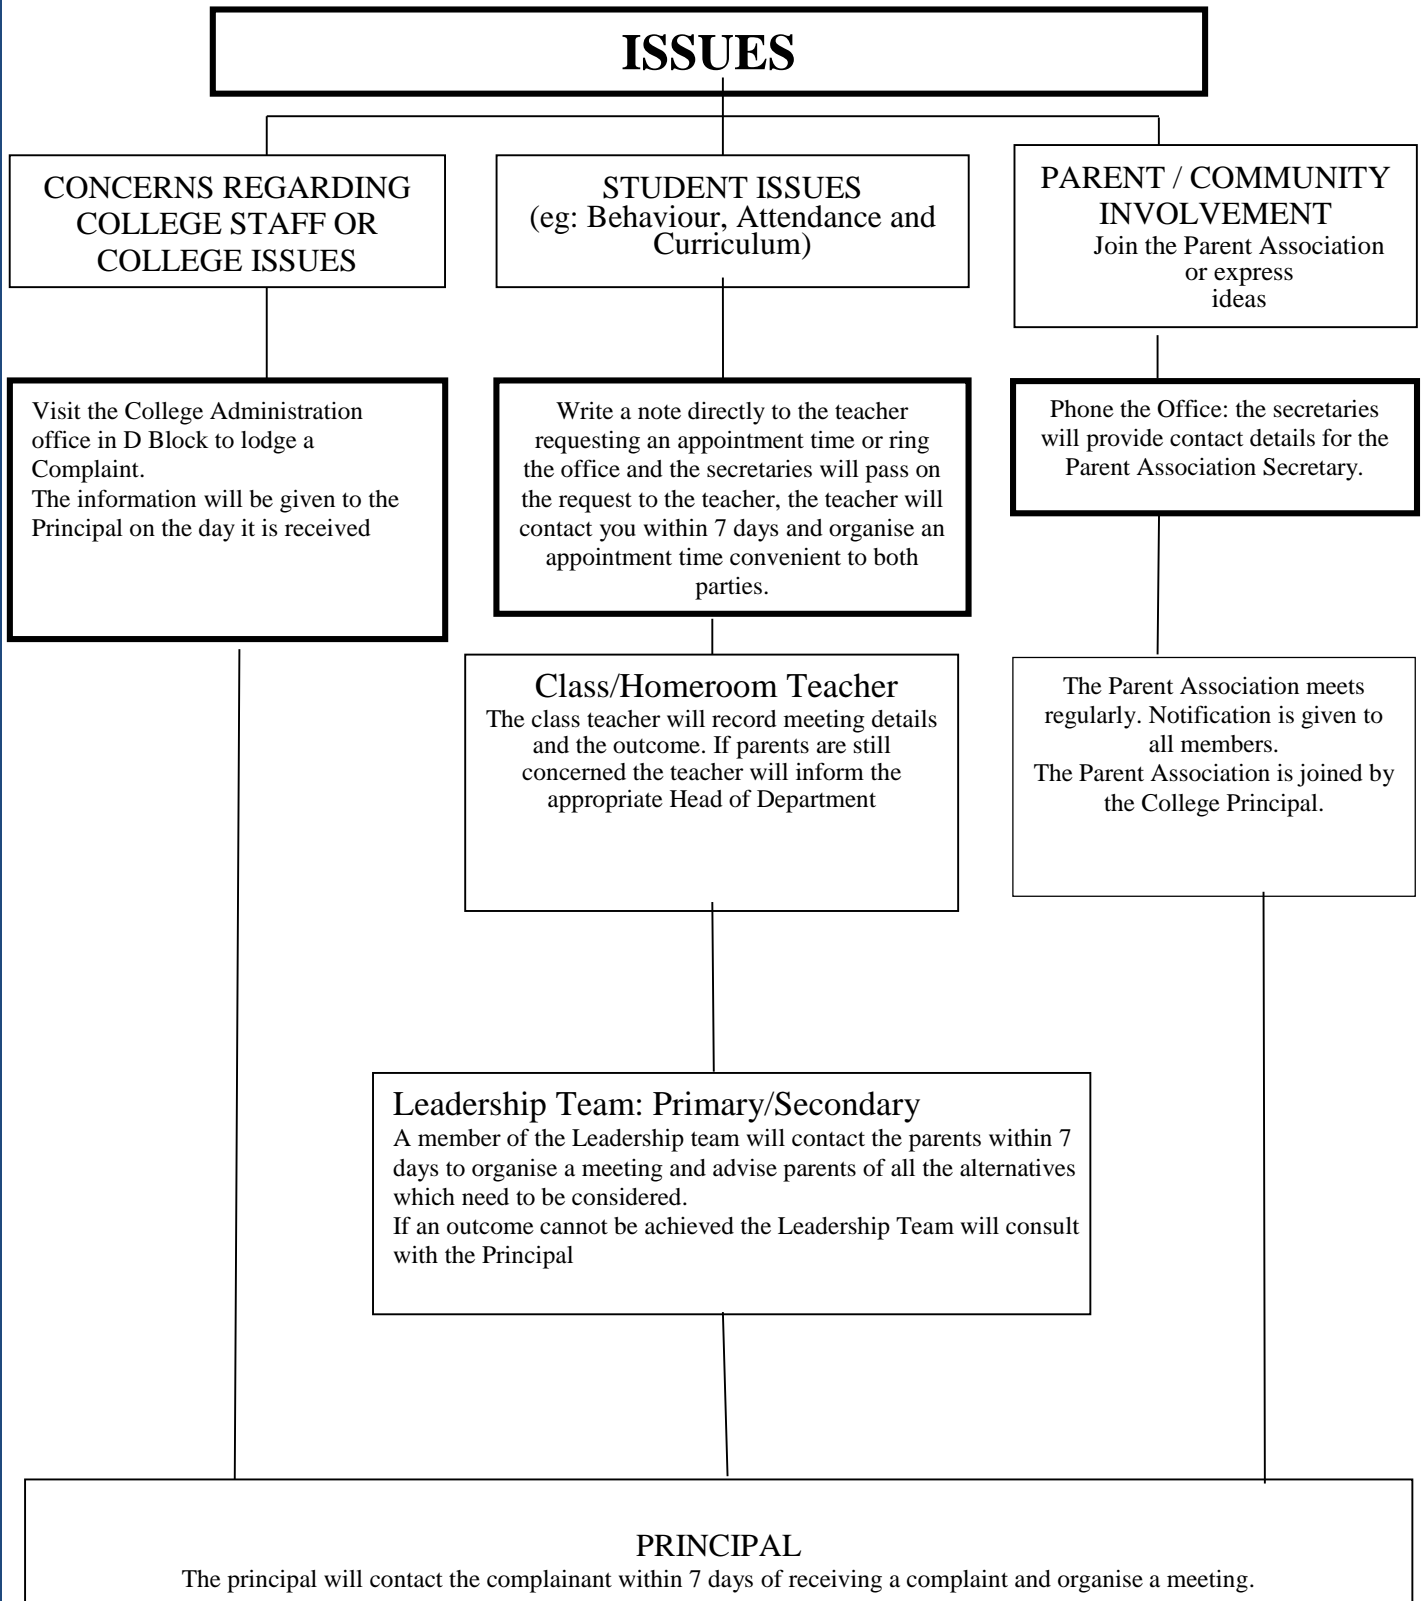 ISSUES
CONCERNS REGARDING
COLLEGE STAFF OR
COLLEGE ISSUES
STUDENT ISSUES
(eg: Behaviour, Attendance and
Curriculum)
PARENT / COMMUNITY
INVOLVEMENT
Join the Parent Association
or express
ideas
Visit the College Administration
office in D Block to lodge a
Complaint.
The information will be given to the
Principal on the day it is received
Write a note directly to the teacher
requesting an appointment time or ring
the office and the secretaries will pass on
the request to the teacher, the teacher will
contact you within 7 days and organise an
appointment time convenient to both
parties.
Phone the Office: the secretaries
will provide contact details for the
Parent Association Secretary.
Class/Homeroom Teacher
The class teacher will record meeting details
and the outcome. If parents are still
concerned the teacher will inform the
appropriate Head of Department
The Parent Association meets
regularly. Notification is given to
all members.
The Parent Association is joined by
the College Principal.
Leadership Team: Primary/Secondary
A member of the Leadership team will contact the parents within 7
days to organise a meeting and advise parents of all the alternatives
which need to be considered.
If an outcome cannot be achieved the Leadership Team will consult
with the Principal
PRINCIPAL
The principal will contact the complainant within 7 days of receiving a complaint and organise a meeting.